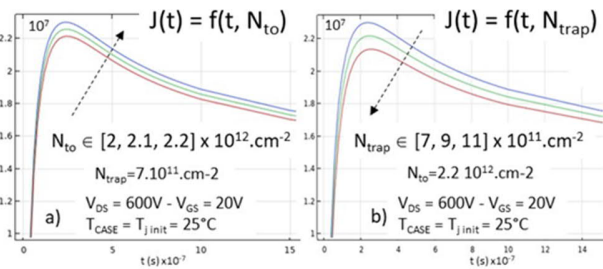 10⁷
J(t) = f(t, Nto)
2.2
2
1.8
1.6
1.4
1.2
1
Nto ∈ [2, 2.1, 2.2] x 10¹².cm⁻²
Ntrap=7.10¹¹.cm-2
VDS = 600V - VGS = 20V
a)
TCASE = Tj init = 25°C
0
5
10
15
t (s) x10⁻⁷
10⁷
J(t) = f(t, Ntrap)
2.2
2
1.8
1.6
1.4
1.2
1
Ntrap ∈ [7, 9, 11] x 10¹¹.cm⁻²
Nto=2.2 10¹².cm-2
VDS = 600V - VGS = 20V
b)
TCASE = Tj init = 25°C
0
2
4
6
8
10
12
14
t (s) x10⁻⁷